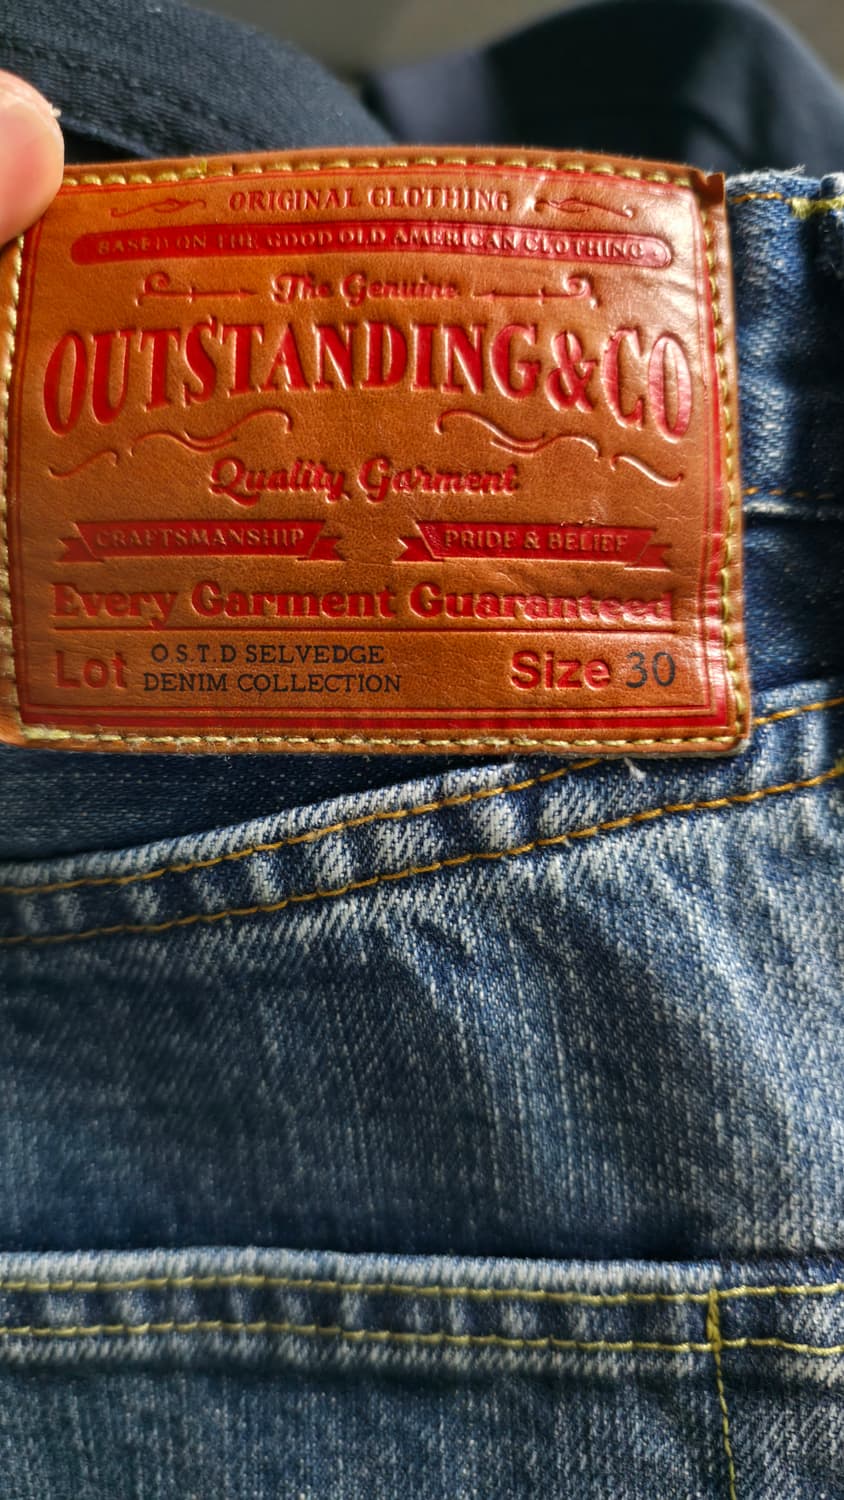 ORIGINAL CLOTHING
BASED ON THE GOOD OLD AMERICAN CLOTHING
The Genuine
OUTSTANDING&CO
Quality Garment
CRAFTSMANSHIP
PRIDE & BELIEF
Every Garment Guaranteed
Lot O.S.T.D SELVEDGE
DENIM COLLECTION
Size 30